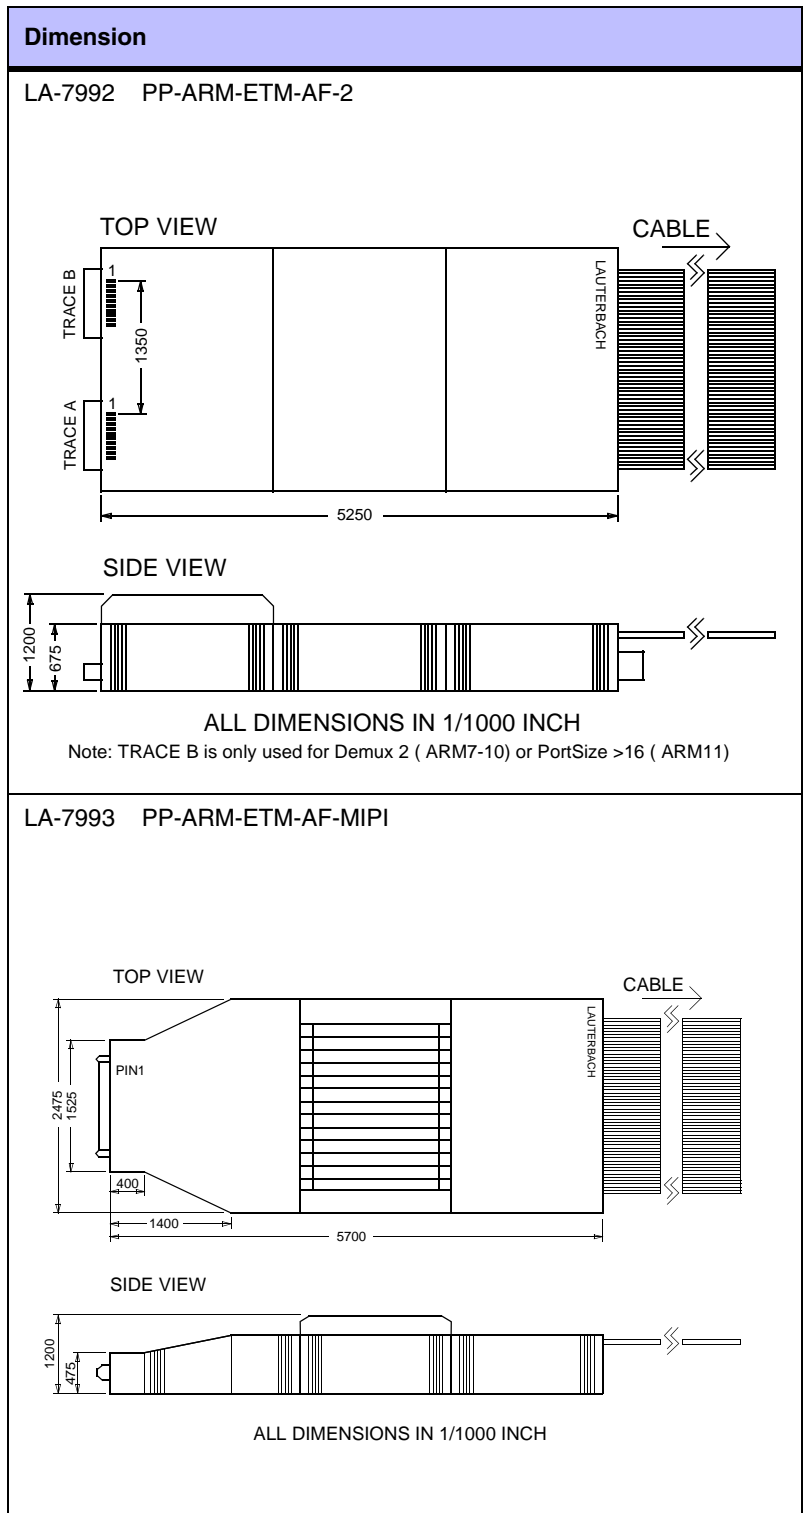 Dimension
LA-7992 PP-ARM-ETM-AF-2
TOP VIEW
CABLE
TRACE B
1
LAUTERBACH
1350
TRACE A
1
5250
SIDE VIEW
1200
675
ALL DIMENSIONS IN 1/1000 INCH
Note: TRACE B is only used for Demux 2 ( ARM7-10) or PortSize >16 ( ARM11)
LA-7993 PP-ARM-ETM-AF-MIPI
TOP VIEW
CABLE
LAUTERBACH
PIN1
2475
1525
400
1400
5700
SIDE VIEW
1200
475
ALL DIMENSIONS IN 1/1000 INCH